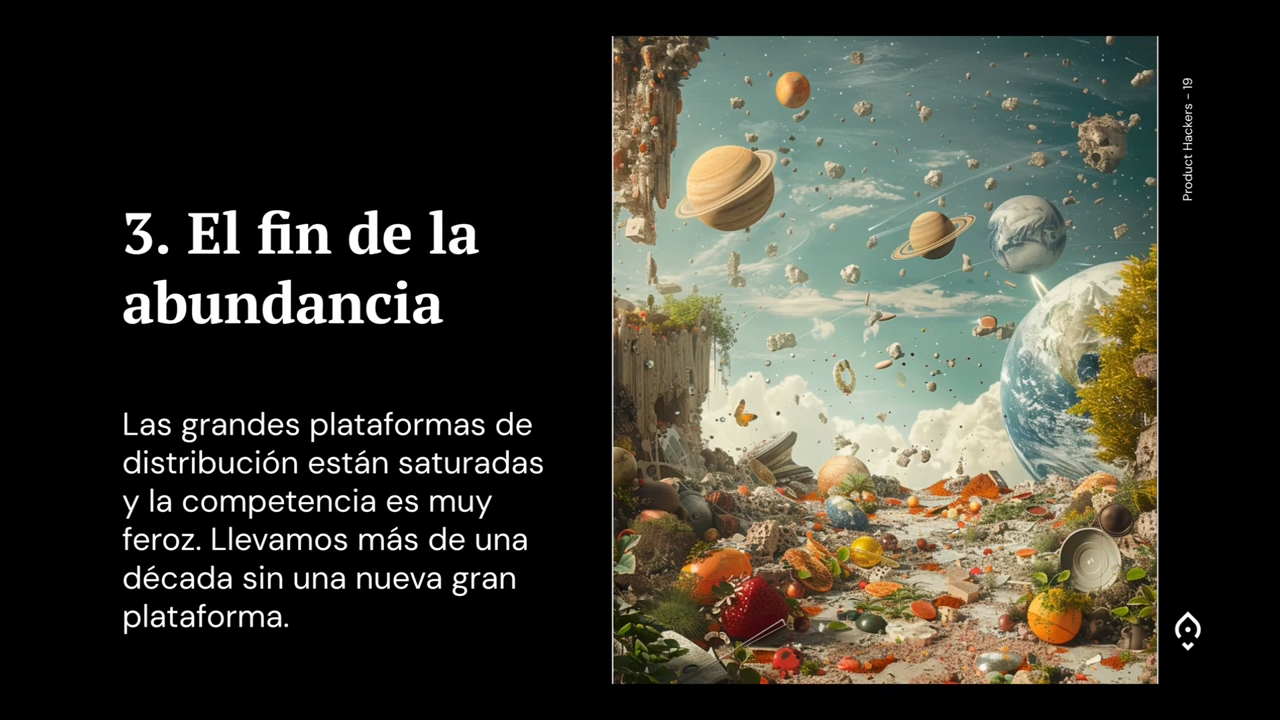 3. El fin de la
abundancia
Las grandes plataformas de
distribución están saturadas
y la competencia es muy
feroz. Llevamos más de una
década sin una nueva gran
plataforma.
Product Hackers – 19